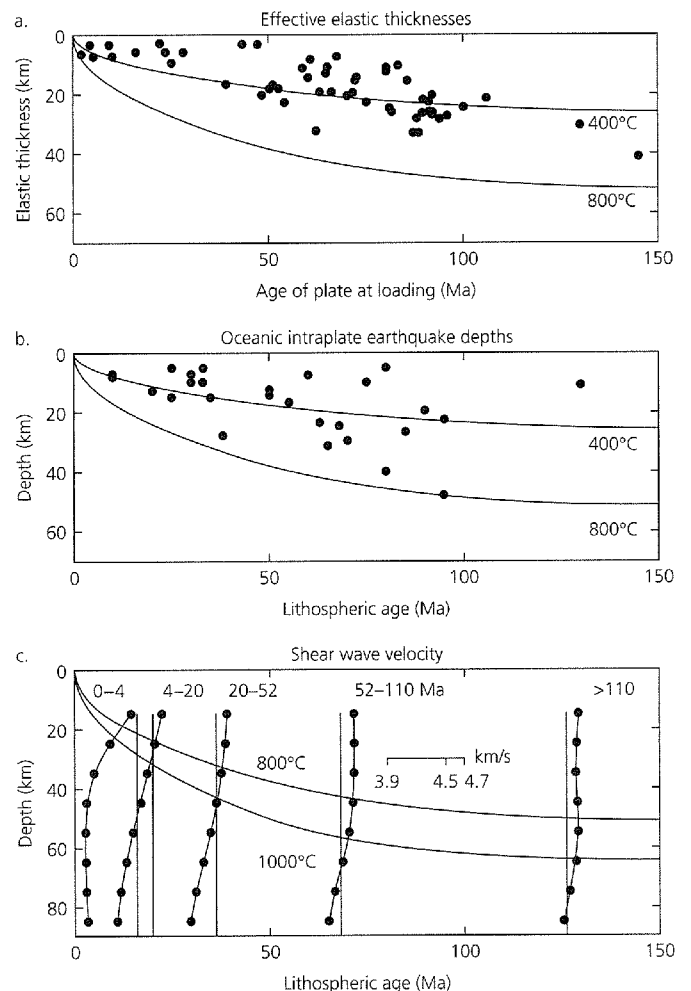 a.
Effective elastic thicknesses
0
20
40
60
Elastic thickness (km)
400°C
800°C
0 50 100 150
Age of plate at loading (Ma)
b.
Oceanic intraplate earthquake depths
0
20
40
60
Depth (km)
400°C
800°C
0 50 100 150
Lithospheric age (Ma)
c.
Shear wave velocity
0
20
40
60
80
Depth (km)
0–4 4–20 20–52 52–110 Ma >110
km/s
3.9 4.5 4.7
800°C
1000°C
0 50 100 150
Lithospheric age (Ma)